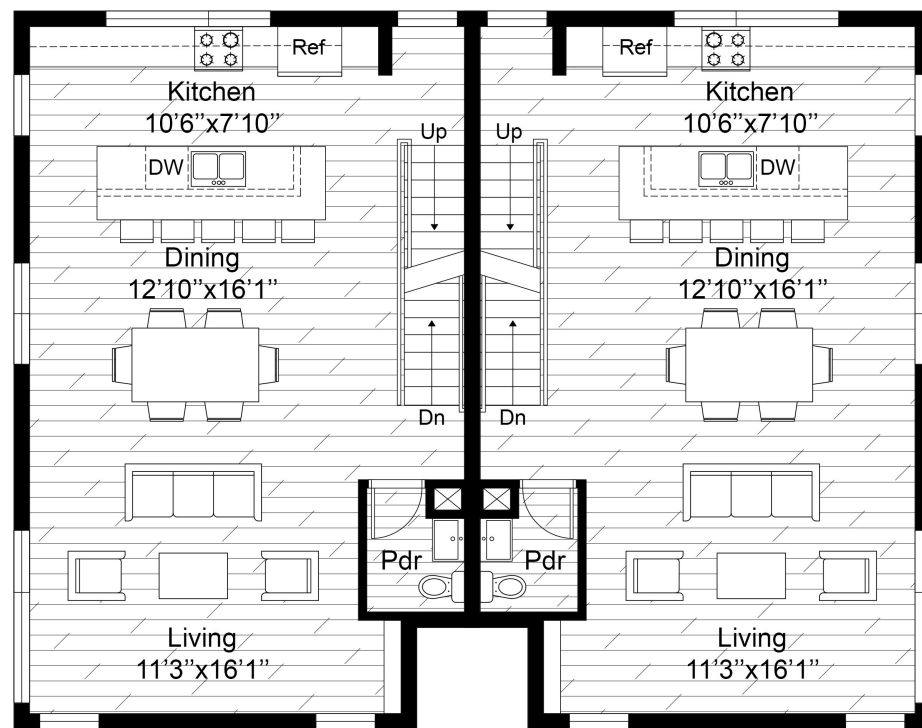 Ref
Ref
Kitchen
10'6"x7'10"
Kitchen
10'6"x7'10"
Up
Up
DW
DW
Dining
12'10"x16'1"
Dining
12'10"x16'1"
Dn
Dn
Pdr
Pdr
Living
11'3"x16'1"
Living
11'3"x16'1"